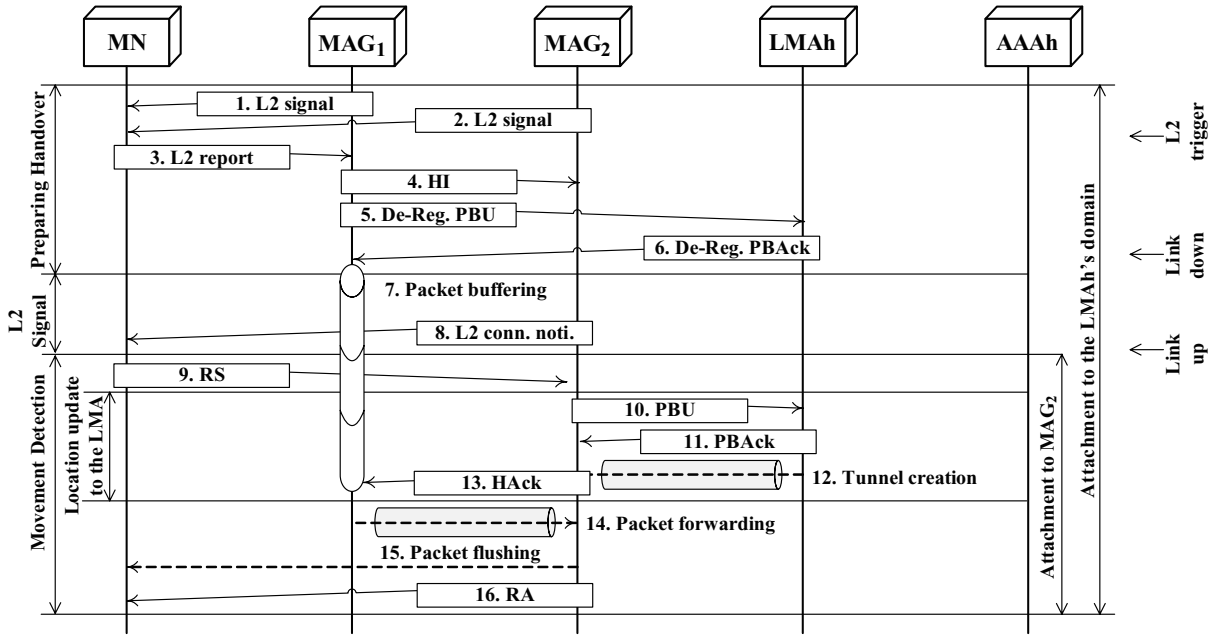 MN
MAG1
MAG2
LMAh
AAAh
1. L2 signal
2. L2 signal
3. L2 report
4. HI
5. De-Reg. PBU
6. De-Reg. PBAck
7. Packet buffering
8. L2 conn. noti.
9. RS
10. PBU
11. PBAck
12. Tunnel creation
13. HAck
14. Packet forwarding
15. Packet flushing
16. RA
Preparing Handover
L2
Signal
Movement Detection
Location update
to the LMA
Attachment to MAG2
Attachment to the LMAh's domain
L2
trigger
Link
down
Link
up